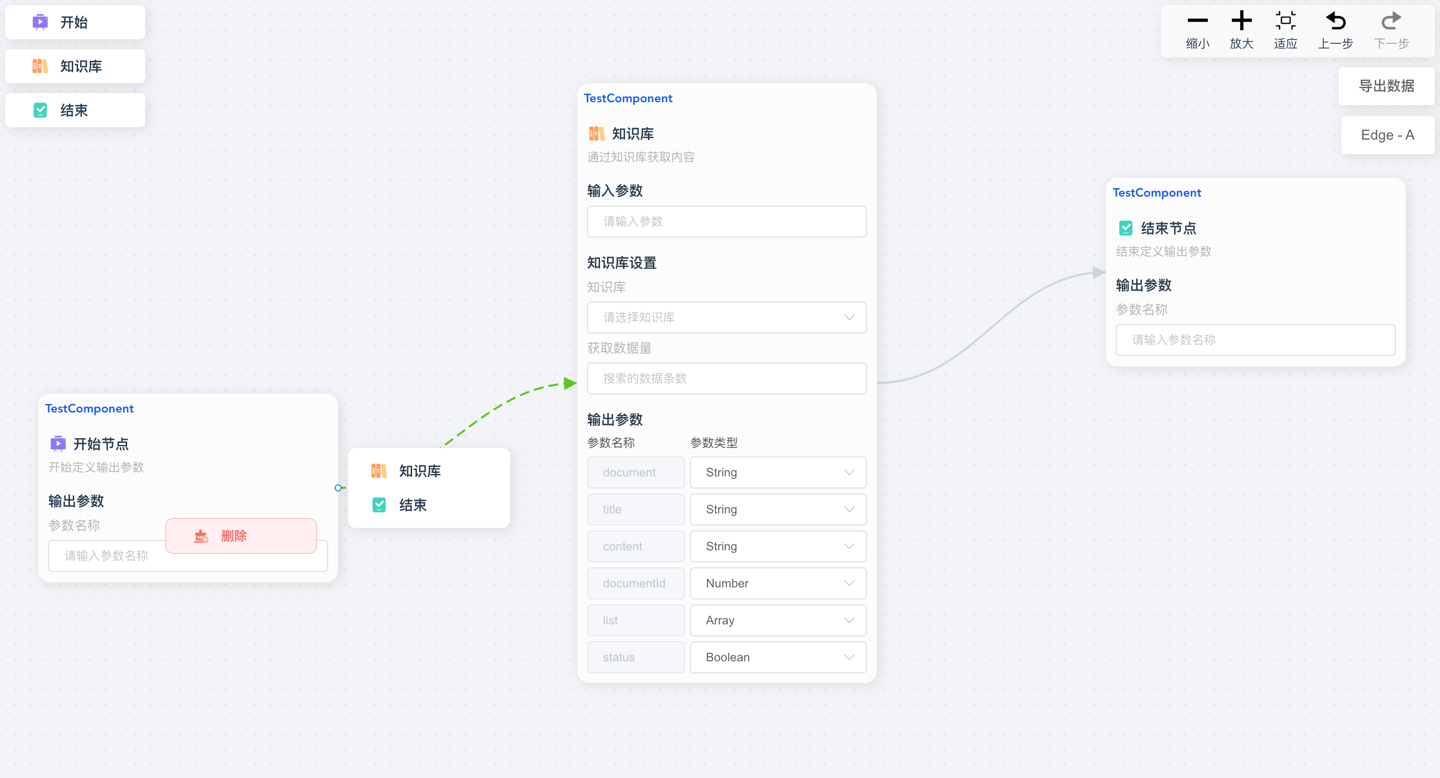 开始
知识库
结束
缩小
放大
适应
上一步
下一步
导出数据
Edge - A
TestComponent
开始节点
开始定义输出参数
输出参数
参数名称
请输入参数名称
删除
知识库
结束
TestComponent
知识库
通过知识库获取内容
输入参数
请输入参数
知识库设置
知识库
请选择知识库
获取数据量
搜索的数据条数
输出参数
参数名称 参数类型
document String
title String
content String
documentId Number
list Array
status Boolean
TestComponent
结束节点
结束定义输出参数
输出参数
参数名称
请输入参数名称